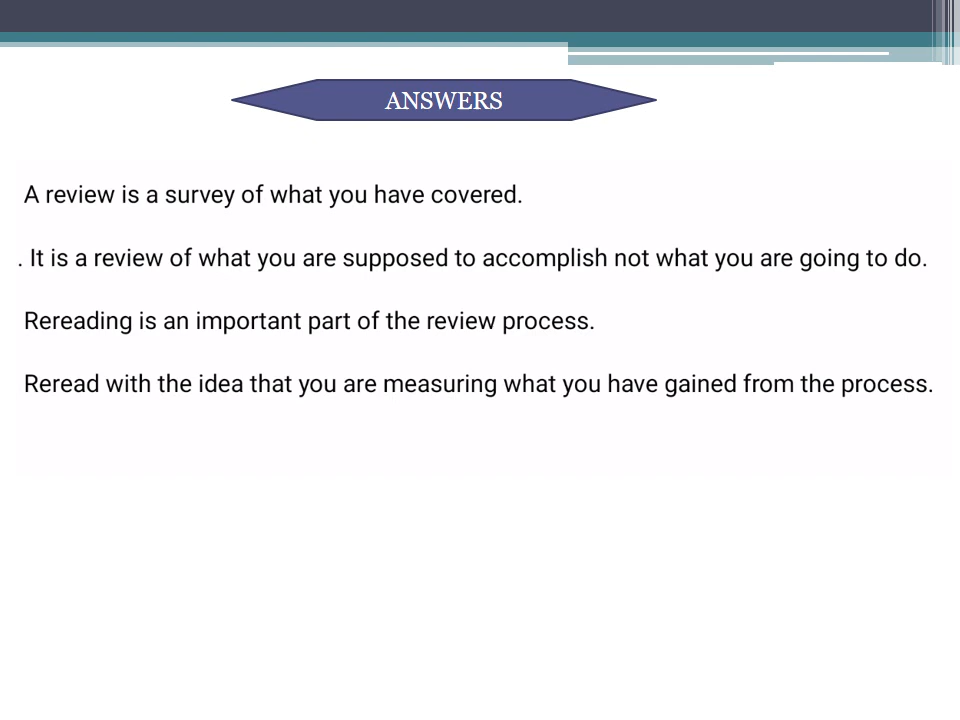 ANSWERS
A review is a survey of what you have covered.
. It is a review of what you are supposed to accomplish not what you are going to do.
Rereading is an important part of the review process.
Reread with the idea that you are measuring what you have gained from the process.